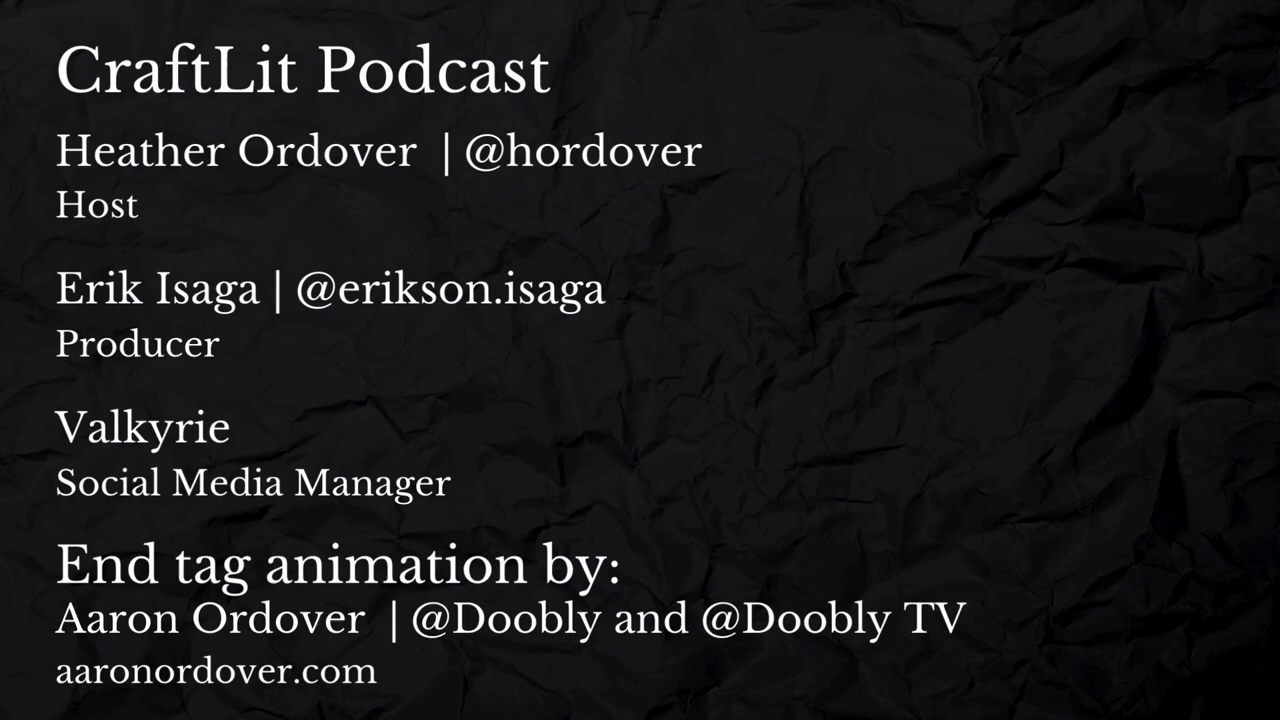 CraftLit Podcast
Heather Ordover | @hordover
Host
Erik Isaga | @erikson.isaga
Producer
Valkyrie
Social Media Manager
End tag animation by:
Aaron Ordover | @Doobly and @Doobly TV
aaronordover.com